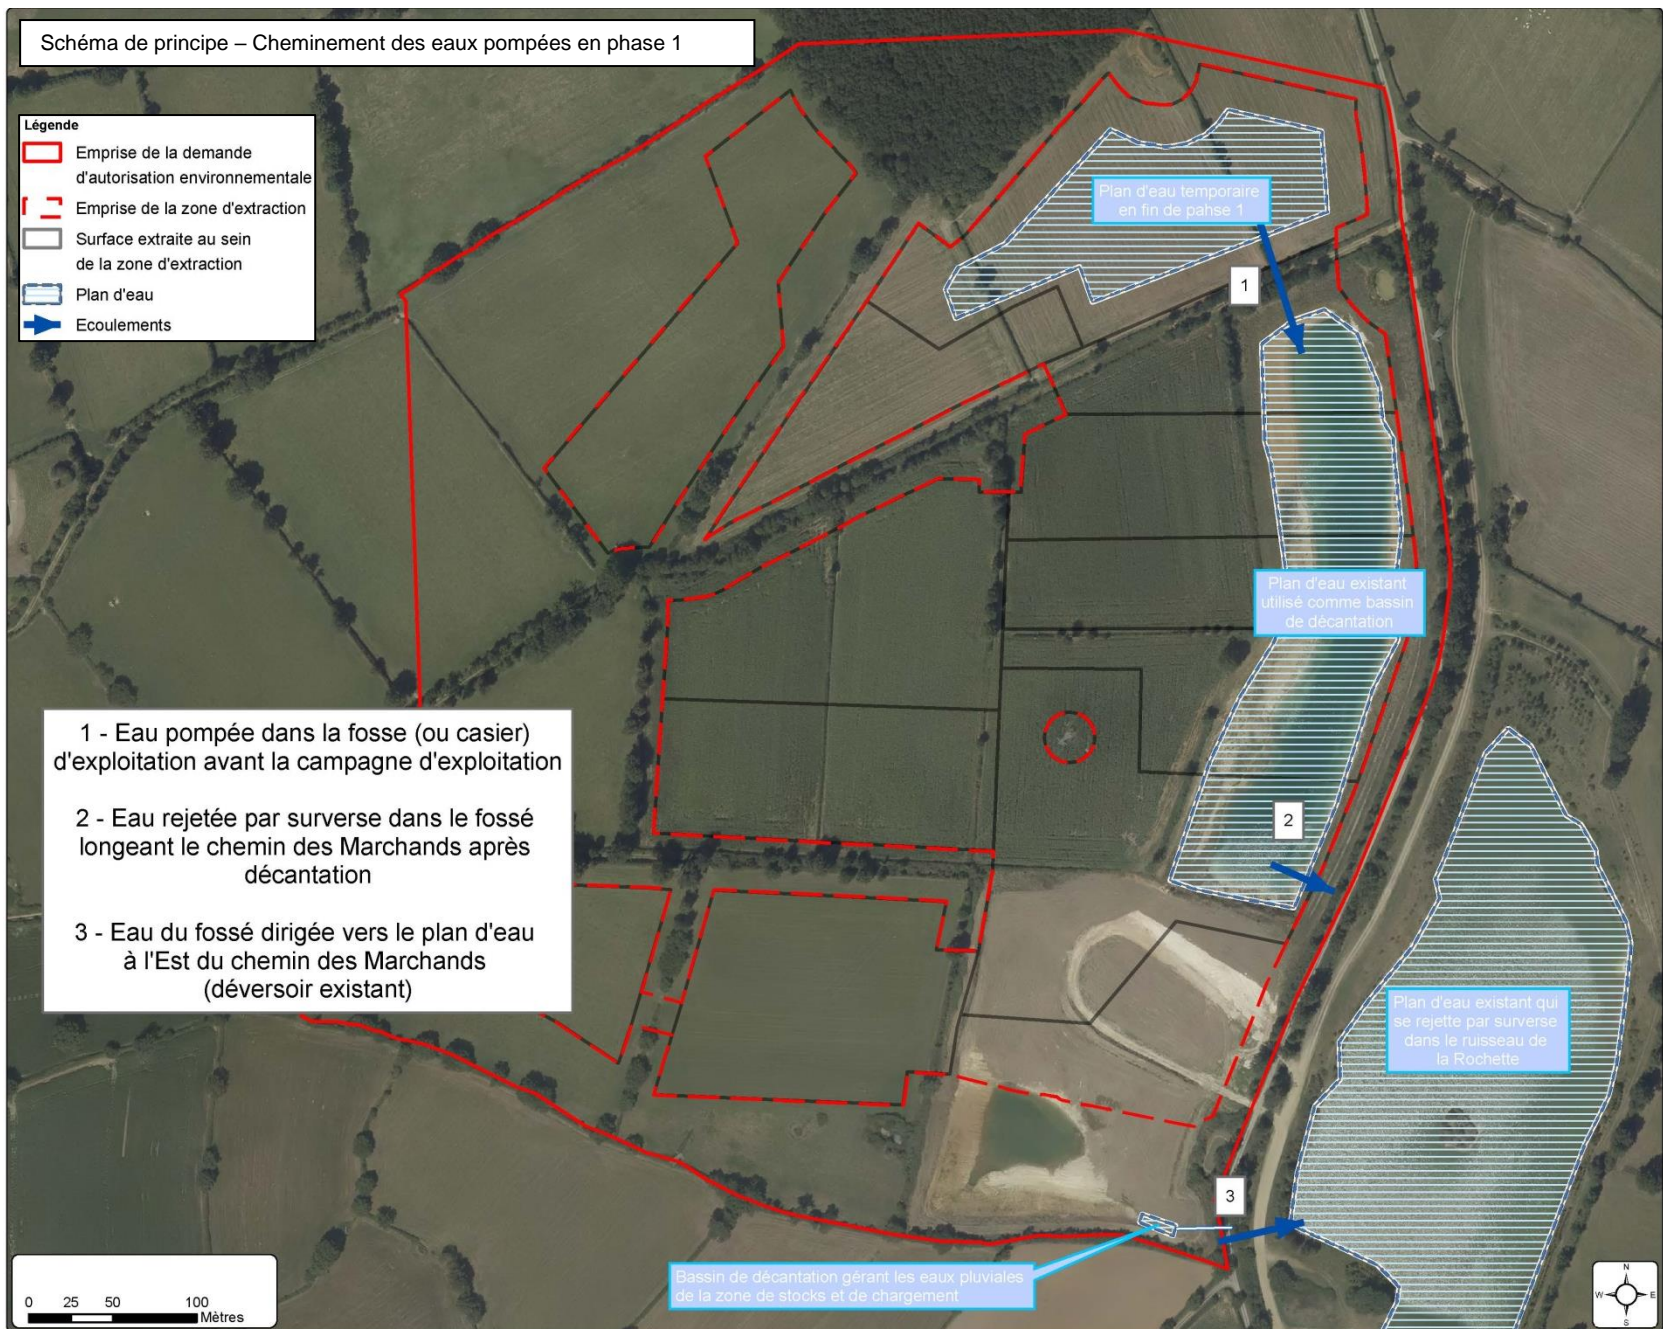 Schéma de principe – Cheminement des eaux pompées en phase 1
Légende
Emprise de la demande
d'autorisation environnementale
Emprise de la zone d'extraction
Surface extraite au sein
de la zone d'extraction
Plan d'eau
Ecoulements
Plan d'eau temporaire
en fin de pahse 1
1
Plan d'eau existant
utilisé comme bassin
de décantation
1 - Eau pompée dans la fosse (ou casier)
d'exploitation avant la campagne d'exploitation
2 - Eau rejetée par surverse dans le fossé
longeant le chemin des Marchands après
décantation
3 - Eau du fossé dirigée vers le plan d'eau
à l'Est du chemin des Marchands
(déversoir existant)
2
Plan d'eau existant qui
se rejette par surverse
dans le ruisseau de
la Rochette
3
Bassin de décantation gérant les eaux pluviales
de la zone de stocks et de chargement
0 25 50 100
Mètres
N
W E
S